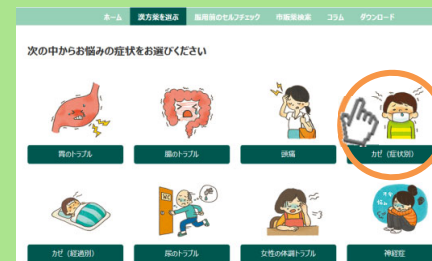 ホーム 漢方薬を選ぶ 服用前のセルフチェック 市販薬検索 コラム ダウンロード
次の中からお悩みの症状をお選びください
胃のトラブル 腸のトラブル 頭痛 カゼ（症状別）
カゼ（経過別） 尿のトラブル 女性の体調トラブル 神経症